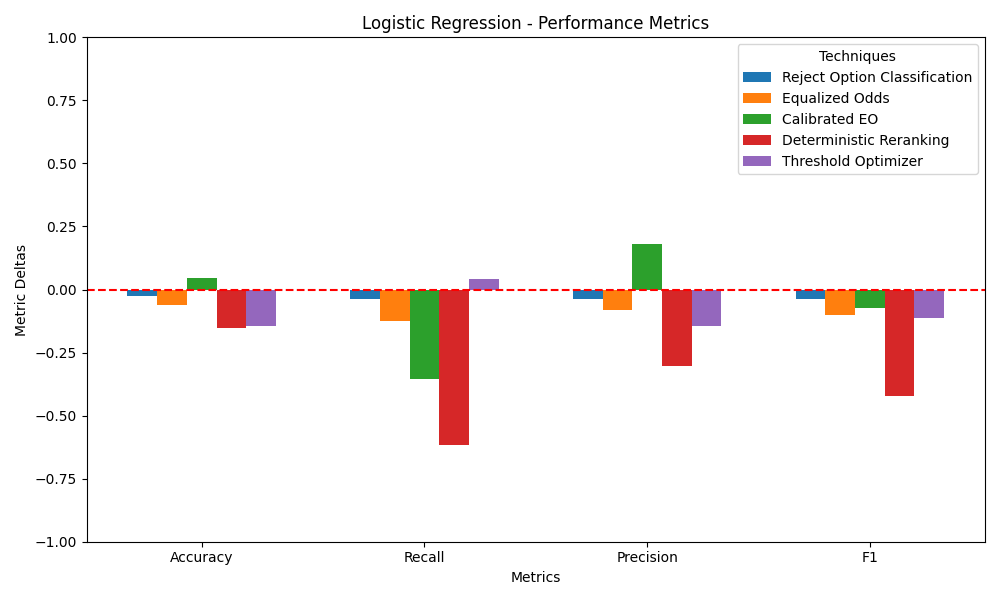 Logistic Regression - Performance Metrics
1.00
0.75
0.50
0.25
0.00
−0.25
−0.50
−0.75
−1.00
Metric Deltas
Techniques
Reject Option Classification
Equalized Odds
Calibrated EO
Deterministic Reranking
Threshold Optimizer
Accuracy
Recall
Precision
F1
Metrics